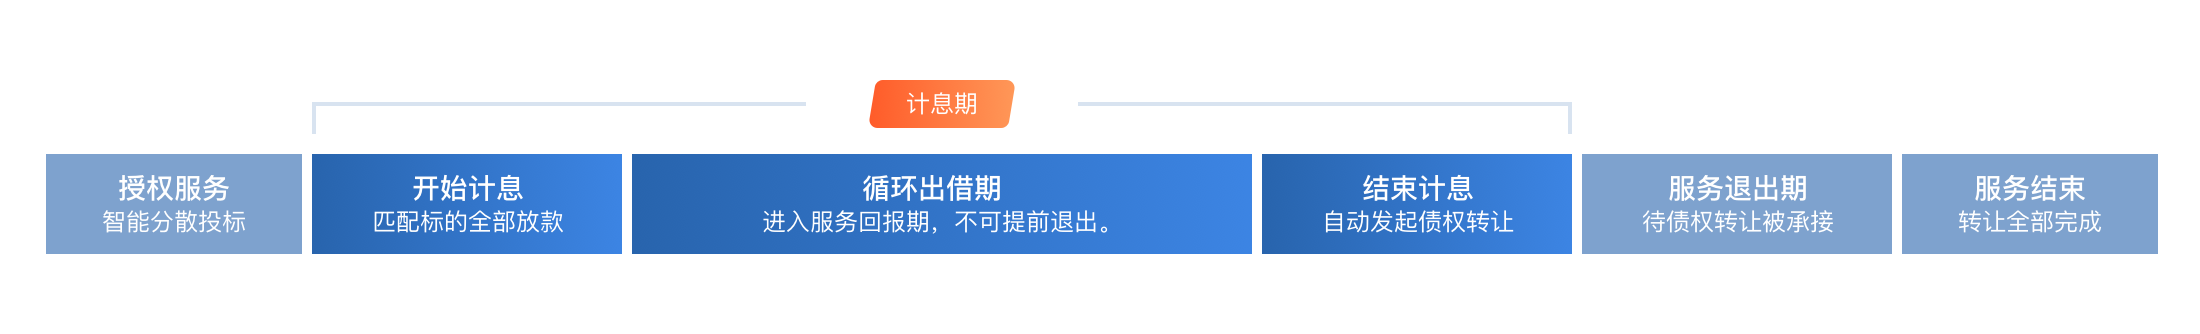 计息期
授权服务
智能分散投标
开始计息
匹配标的全部放款
循环出借期
进入服务回报期，不可提前退出。
结束计息
自动发起债权转让
服务退出期
待债权转让被承接
服务结束
转让全部完成